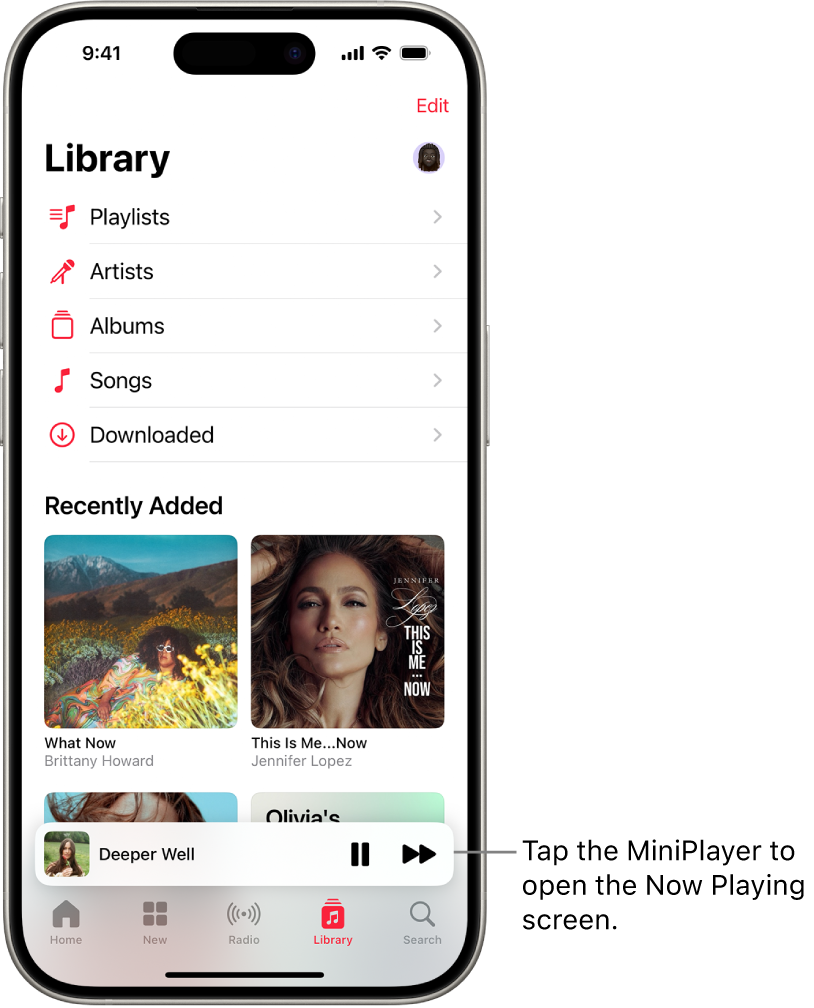 9:41
Edit
Library
Playlists
Artists
Albums
Songs
Downloaded
Recently Added
JENNIFER
Lopez
THIS
IS
ME
...
NOW
What Now
Brittany Howard
This Is Me...Now
Jennifer Lopez
Olivia's
Deeper Well
Tap the MiniPlayer to
open the Now Playing
screen.
Home
New
Radio
Library
Search